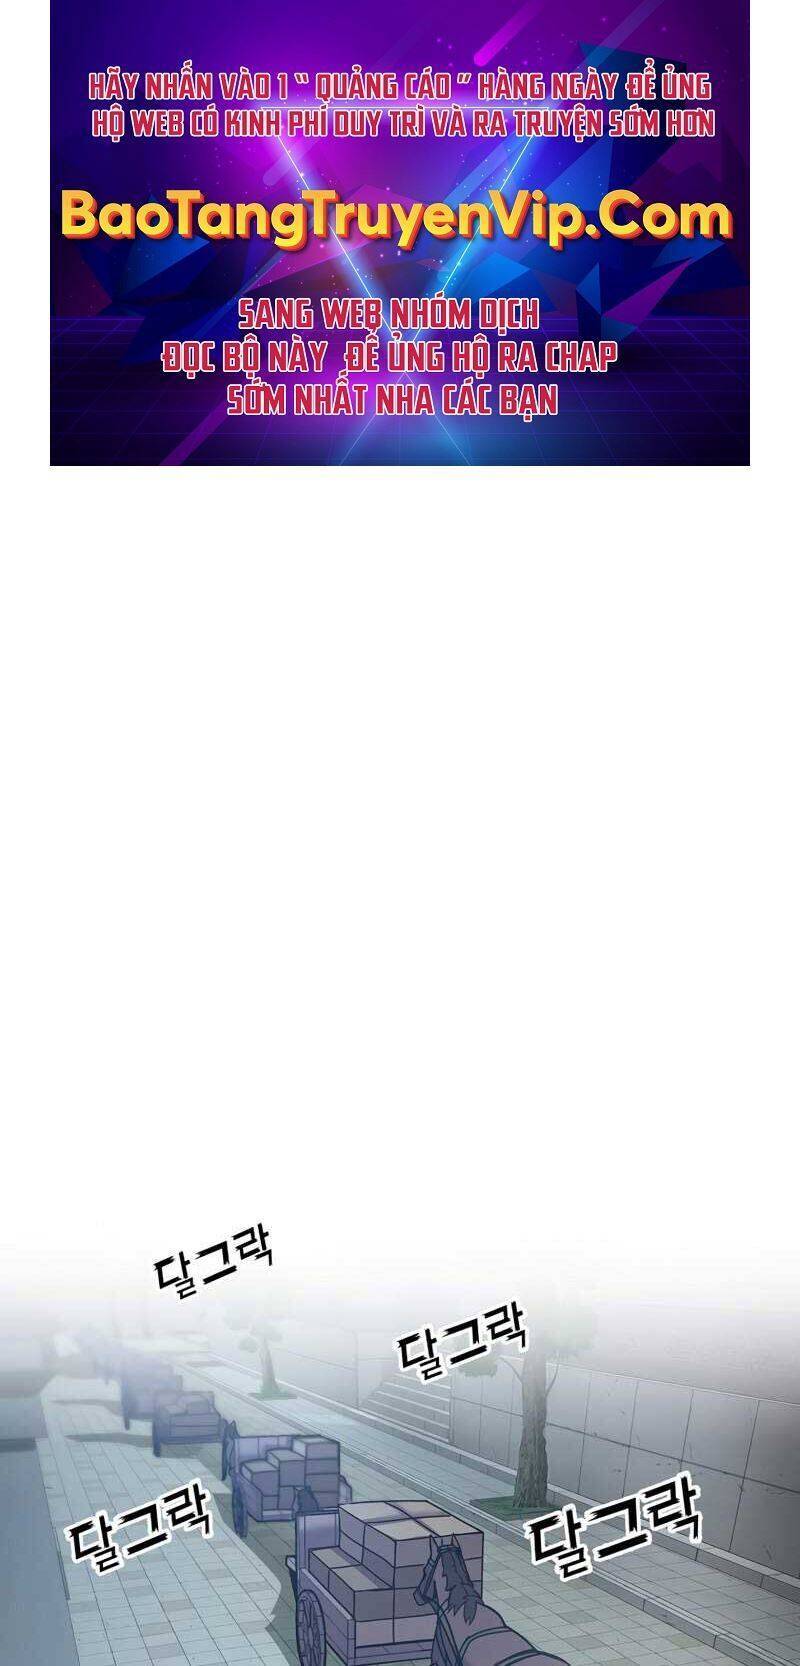 HÃY NHẤN VÀO 1 “ QUẢNG CÁO ” HÀNG NGÀY ĐỂ ỦNG
HỘ WEB CÓ KINH PHÍ DUY TRÌ VÀ RA TRUYỆN SỚM HƠN
BaoTangTruyenVip.Com
SANG WEB NHÓM DỊCH
ĐỌC BỘ NÀY ĐỂ ỦNG HỘ RA CHAP
SỚM NHẤT NHA CÁC BẠN
달그락
달그락
달그락
달그락